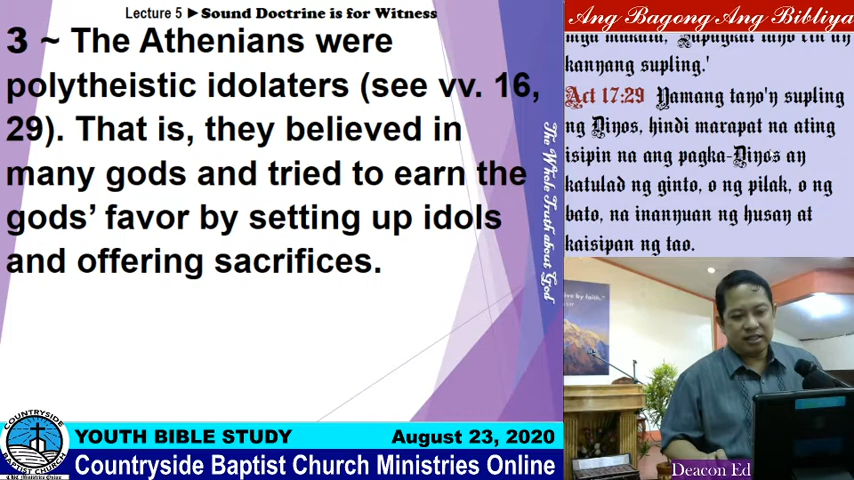 Lecture 5 ►Sound Doctrine is for Witness
3 ~ The Athenians were
polytheistic idolaters (see vv. 16,
29). That is, they believed in
many gods and tried to earn the
gods’ favor by setting up idols
and offering sacrifices.
The Whole Truth about God
COUNTRYSIDE
BAPTIST CHURCH
YOUTH BIBLE STUDY August 23, 2020
Countryside Baptist Church Ministries Online
Ang Bagong Ang Bibliya
kanyang supling.'
Act 17:29 Yamang tayo'y supling
ng Diyos, hindi marapat na ating
isipin na ang pagka-Diyos ay
katulad ng ginto, o ng pilak, o ng
bato, na inanyuan ng husay at
kaisipan ng tao.
live by faith,
Deacon Ed